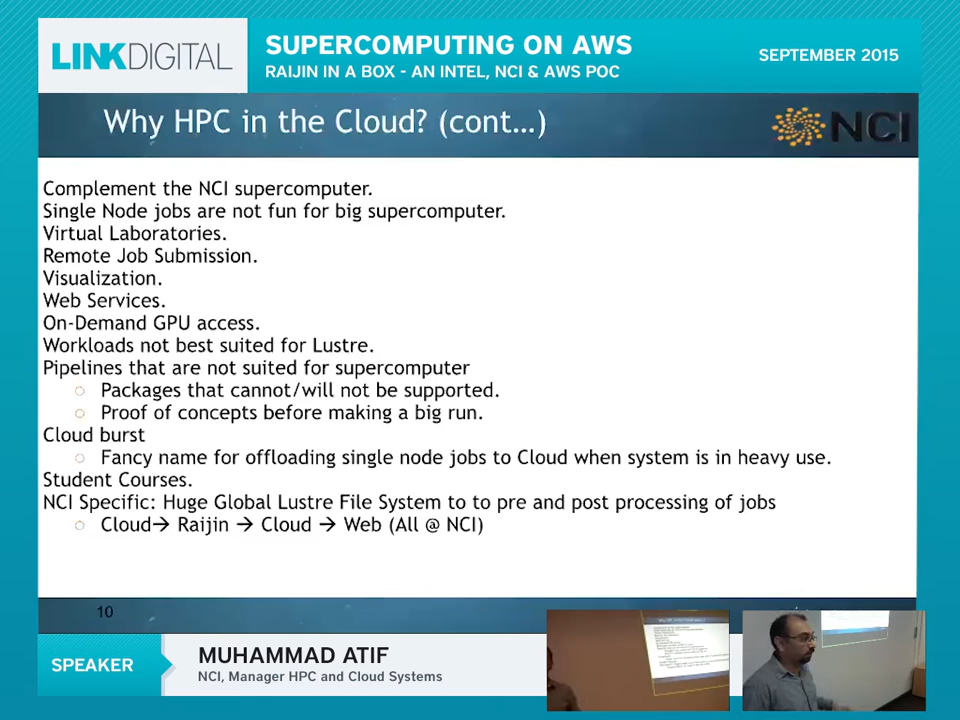 LINKDIGITAL
SUPERCOMPUTING ON AWS
RAIJIN IN A BOX - AN INTEL, NCI & AWS POC
SEPTEMBER 2015
Why HPC in the Cloud? (cont…)
NCI
Complement the NCI supercomputer.
Single Node jobs are not fun for big supercomputer.
Virtual Laboratories.
Remote Job Submission.
Visualization.
Web Services.
On-Demand GPU access.
Workloads not best suited for Lustre.
Pipelines that are not suited for supercomputer
Packages that cannot/will not be supported.
Proof of concepts before making a big run.
Cloud burst
Fancy name for offloading single node jobs to Cloud when system is in heavy use.
Student Courses.
NCI Specific: Huge Global Lustre File System to to pre and post processing of jobs
Cloud→ Raijin → Cloud → Web (All @ NCI)
10
SPEAKER
MUHAMMAD ATIF
NCI, Manager HPC and Cloud Systems